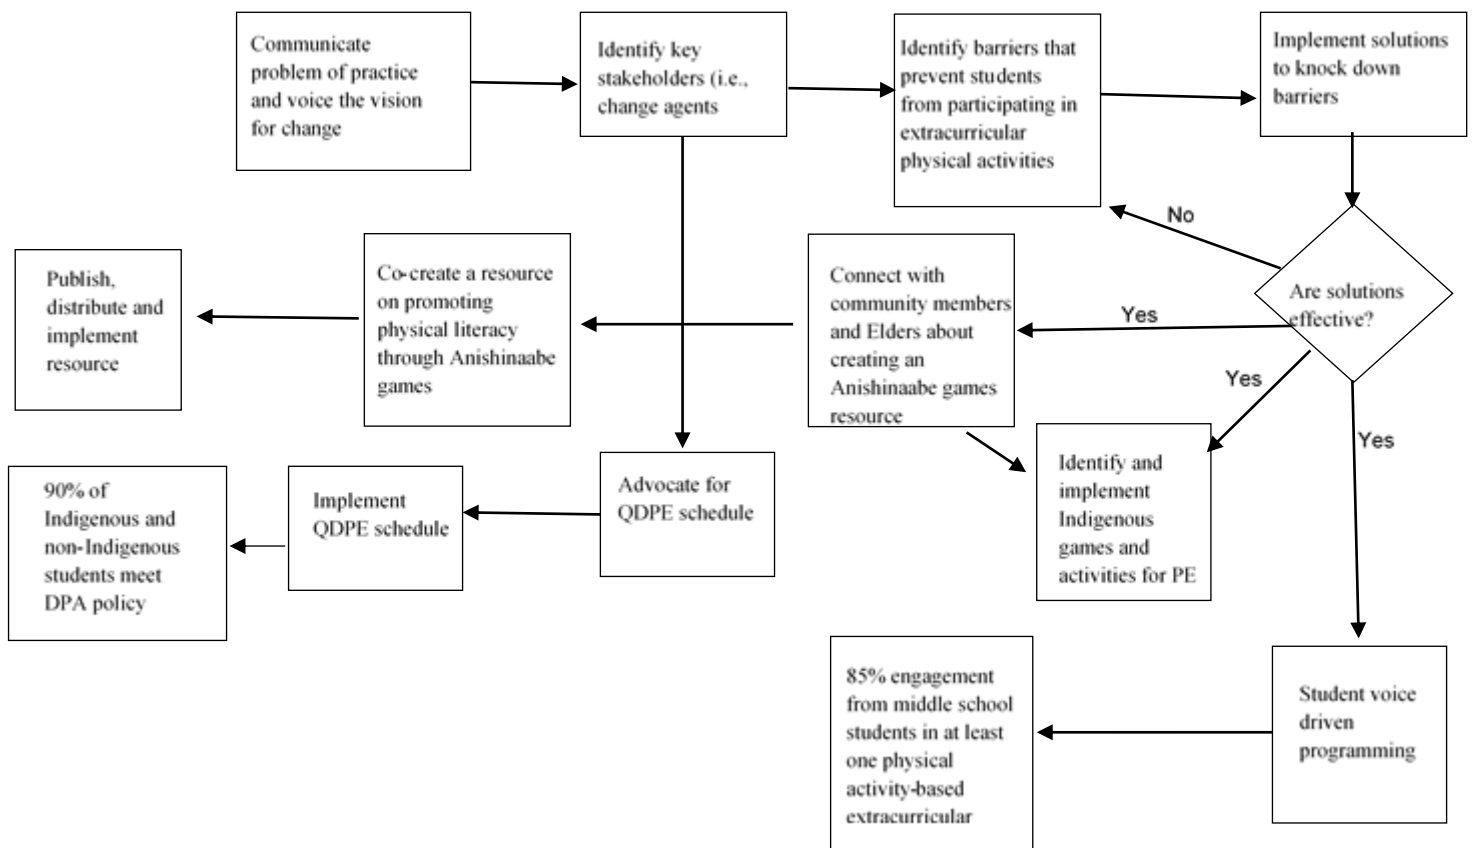 Communicate
problem of practice
and voice the vision
for change
Identify key
stakeholders (i.e.,
change agents
Identify barriers that
prevent students
from participating in
extracurricular
physical activities
Implement solutions
to knock down
barriers
No
Are solutions
effective?
Yes
Yes
Yes
Connect with
community members
and Elders about
creating an
Anishinaabe games
resource
Co-create a resource
on promoting
physical literacy
through Anishinaabe
games
Publish,
distribute and
implement
resource
Identify and
implement
Indigenous
games and
activities for PE
Advocate for
QDPE schedule
Implement
QDPE schedule
90% of
Indigenous and
non-Indigenous
students meet
DPA policy
Student voice
driven
programming
85% engagement
from middle school
students in at least
one physical
activity-based
extracurricular